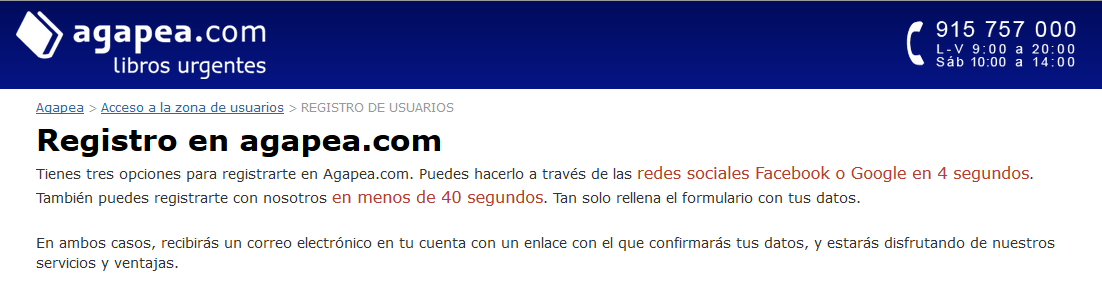 agapea.com
libros urgentes
915 757 000
L-V 9:00 a 20:00
Sáb 10:00 a 14:00
Agapea > Acceso a la zona de usuarios > REGISTRO DE USUARIOS
Registro en agapea.com
Tienes tres opciones para registrarte en Agapea.com. Puedes hacerlo a través de las redes sociales Facebook o Google en 4 segundos.
También puedes registrarte con nosotros en menos de 40 segundos. Tan solo rellena el formulario con tus datos.
En ambos casos, recibirás un correo electrónico en tu cuenta con un enlace con el que confirmarás tus datos, y estarás disfrutando de nuestros
servicios y ventajas.